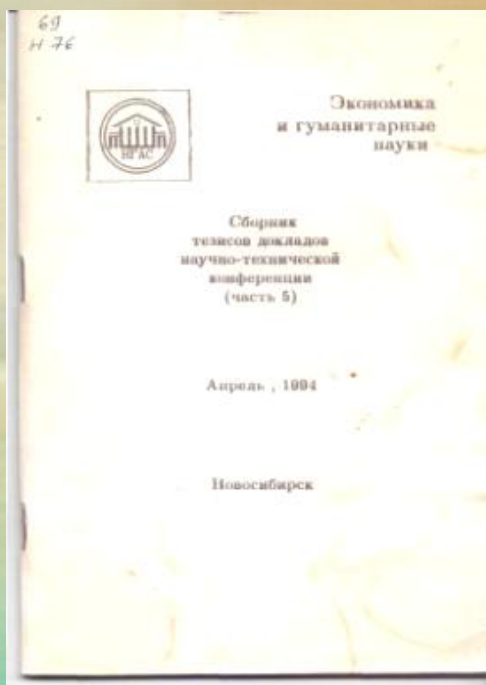 69
Н 76
НГАС
Экономика
и гуманитарные
науки
Сборник
тезисов докладов
научно-технической
конференции
(часть 5)
Апрель , 1994
Новосибирск